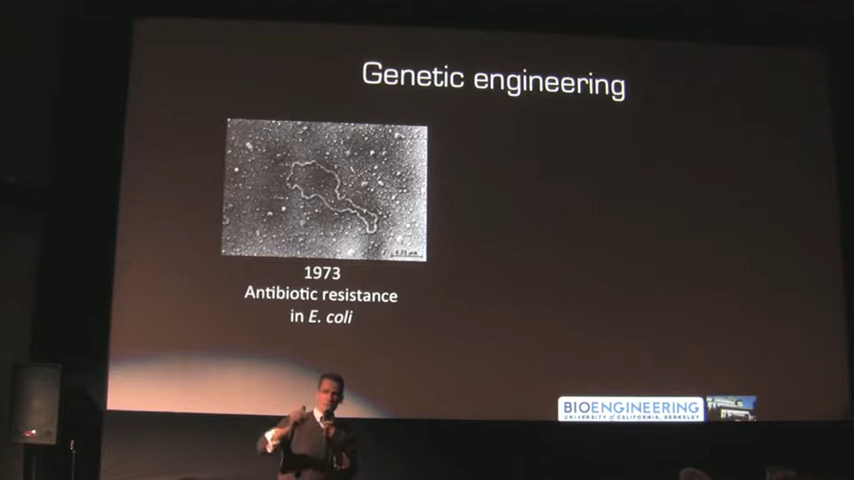 Genetic engineering
1973
Antibiotic resistance
in E. coli
BIOENGINEERING
UNIVERSITY OF CALIFORNIA, BERKELEY